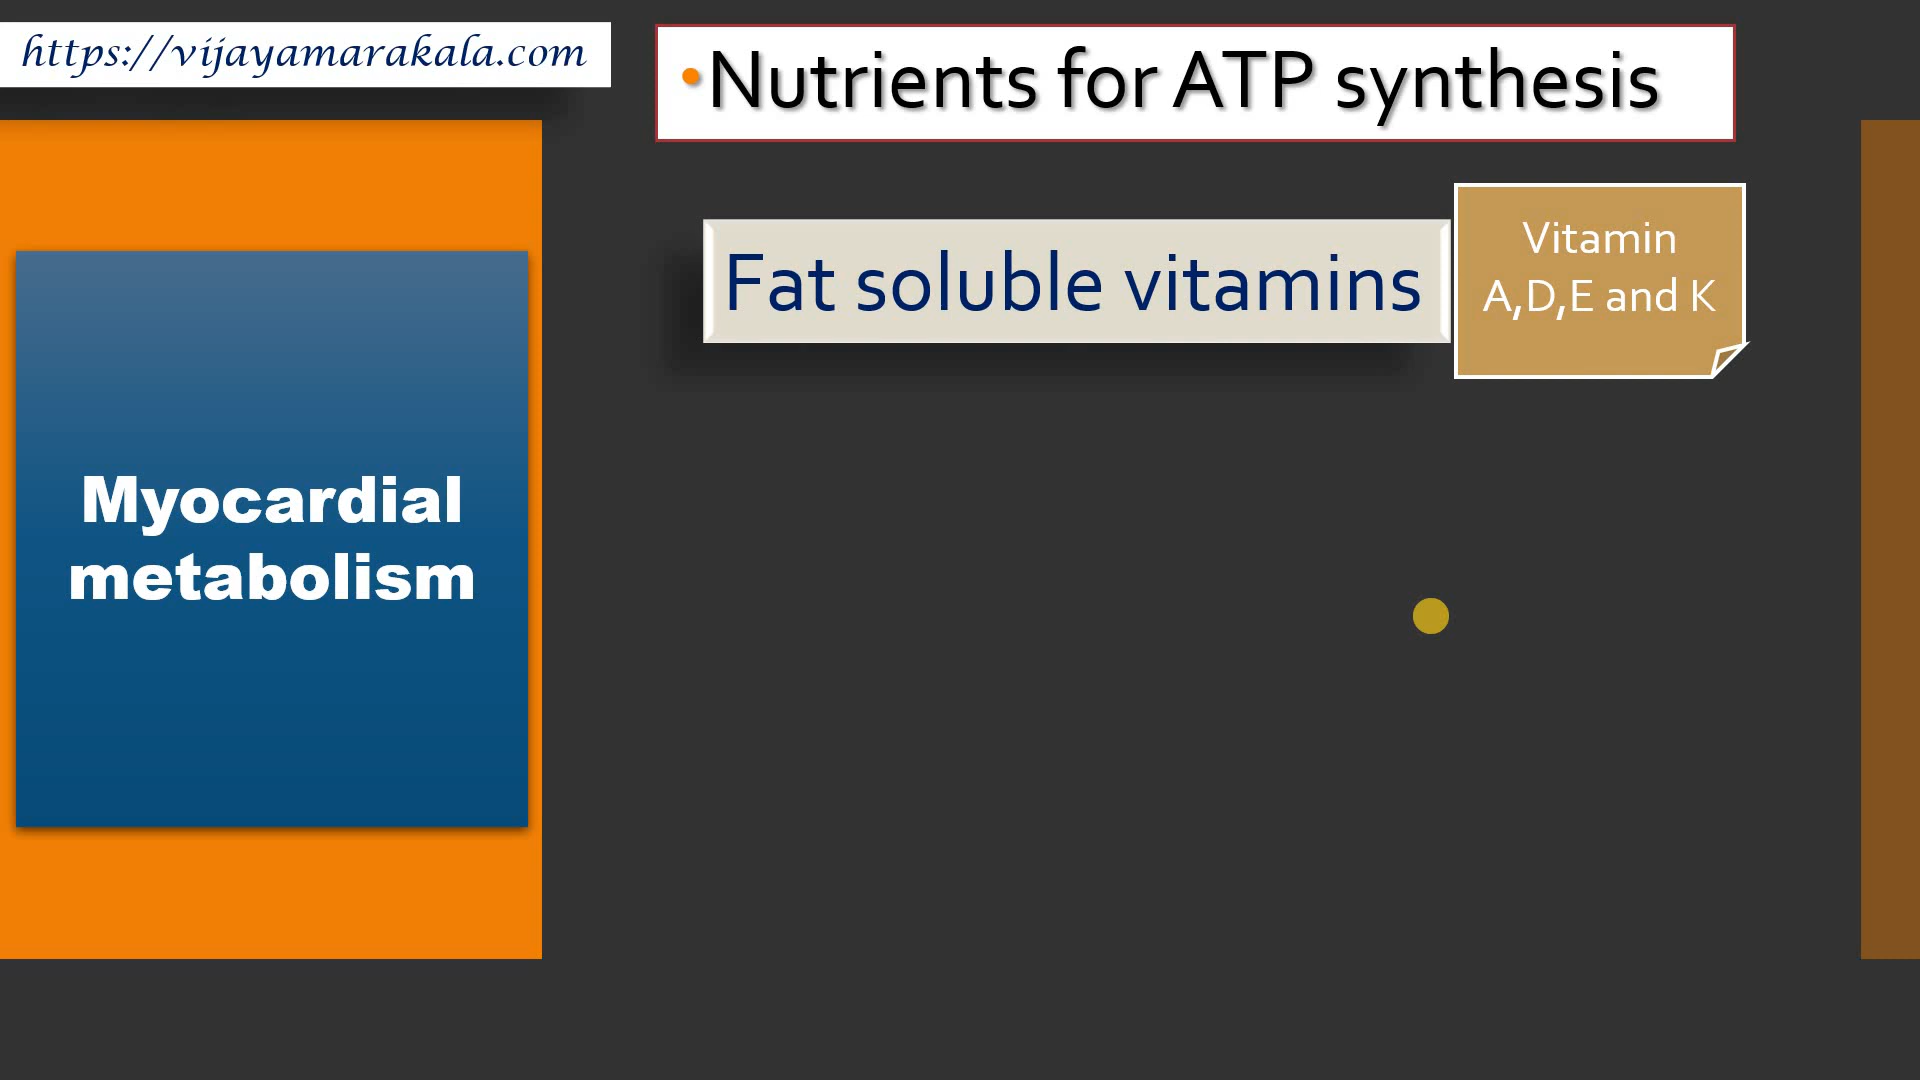 https://vijayamarakala.com
•Nutrients for ATP synthesis
Fat soluble vitamins
Vitamin
A,D,E and K
Myocardial
metabolism